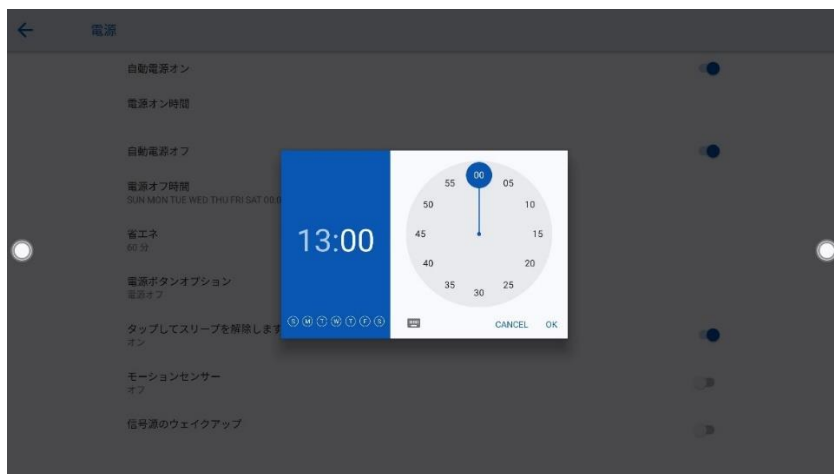 電源
自動電源オン
電源オン時間
自動電源オフ
電源オフ時間
SUN MON TUE WED THU FRI SAT 00:0
省エネ
60 分
電源ボタンオプション
電源オフ
タップしてスリープを解除します
オン
モーションセンサー
オフ
信号源のウェイクアップ
13:00
S M T W T F S
00
05
10
15
20
25
30
35
40
45
50
55
CANCEL OK